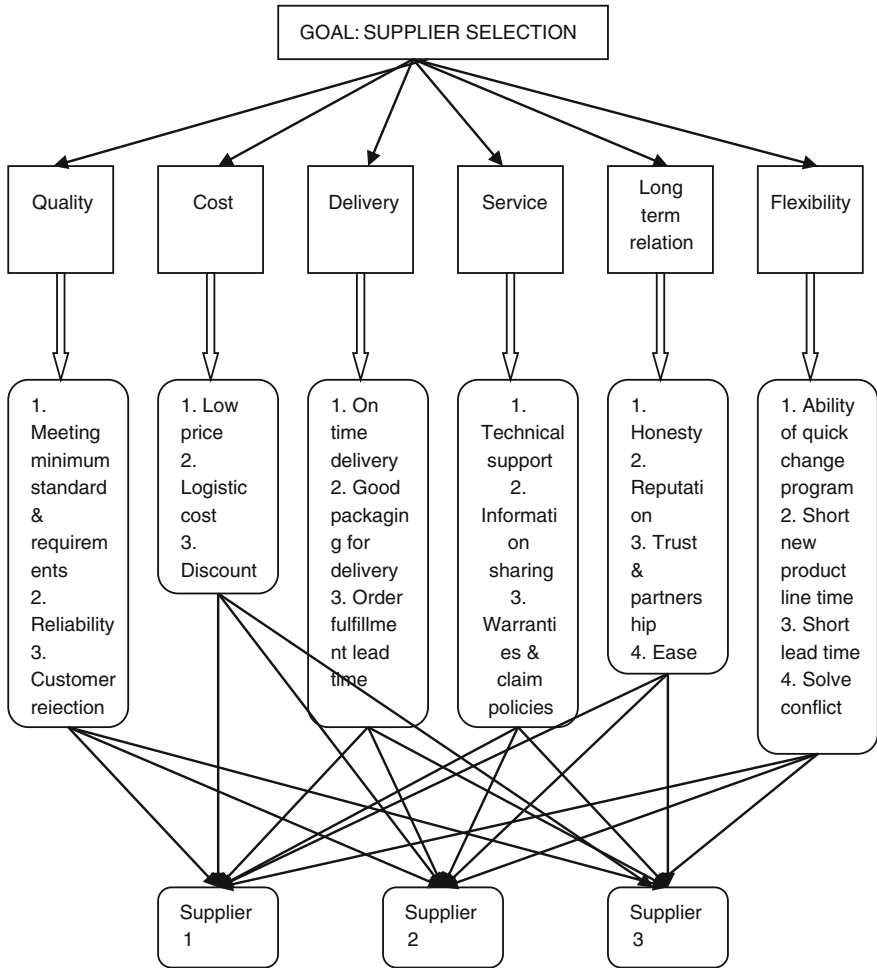 GOAL: SUPPLIER SELECTION
Quality
Cost
Delivery
Service
Long
term
relation
Flexibility
1.
Meeting
minimum
standard
&
requirem
ents
2.
Reliability
3.
Customer
rejection
1. Low
price
2.
Logistic
cost
3.
Discount
1. On
time
delivery
2. Good
packagin
g for
delivery
3. Order
fulfillme
nt lead
time
1.
Technical
support
2.
Informati
on
sharing
3.
Warranti
es &
claim
policies
1.
Honesty
2.
Reputati
on
3. Trust
&
partners
hip
4. Ease
1. Ability
of quick
change
program
2. Short
new
product
line time
3. Short
lead time
4. Solve
conflict
Supplier
1
Supplier
2
Supplier
3